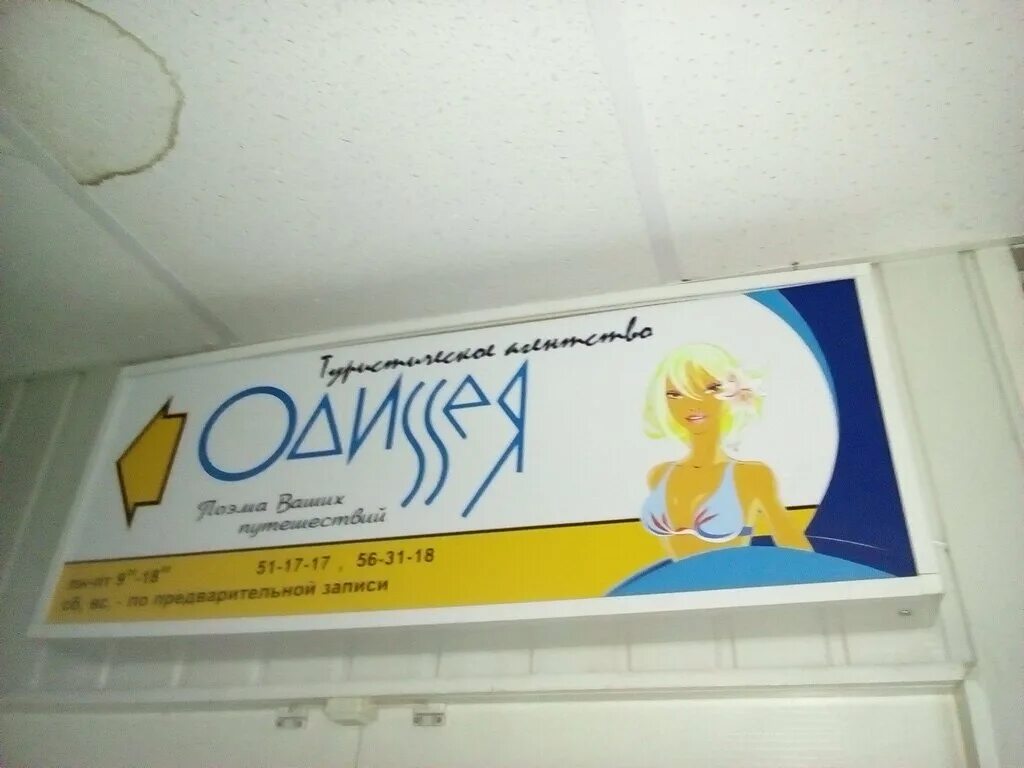 Туристическое агентство
ОДИССЕЯ
Поэма Ваших
путешествий
пн-пт 9⁰⁰-18⁰⁰ 51-17-17 , 56-31-18
сб, вс. - по предварительной записи